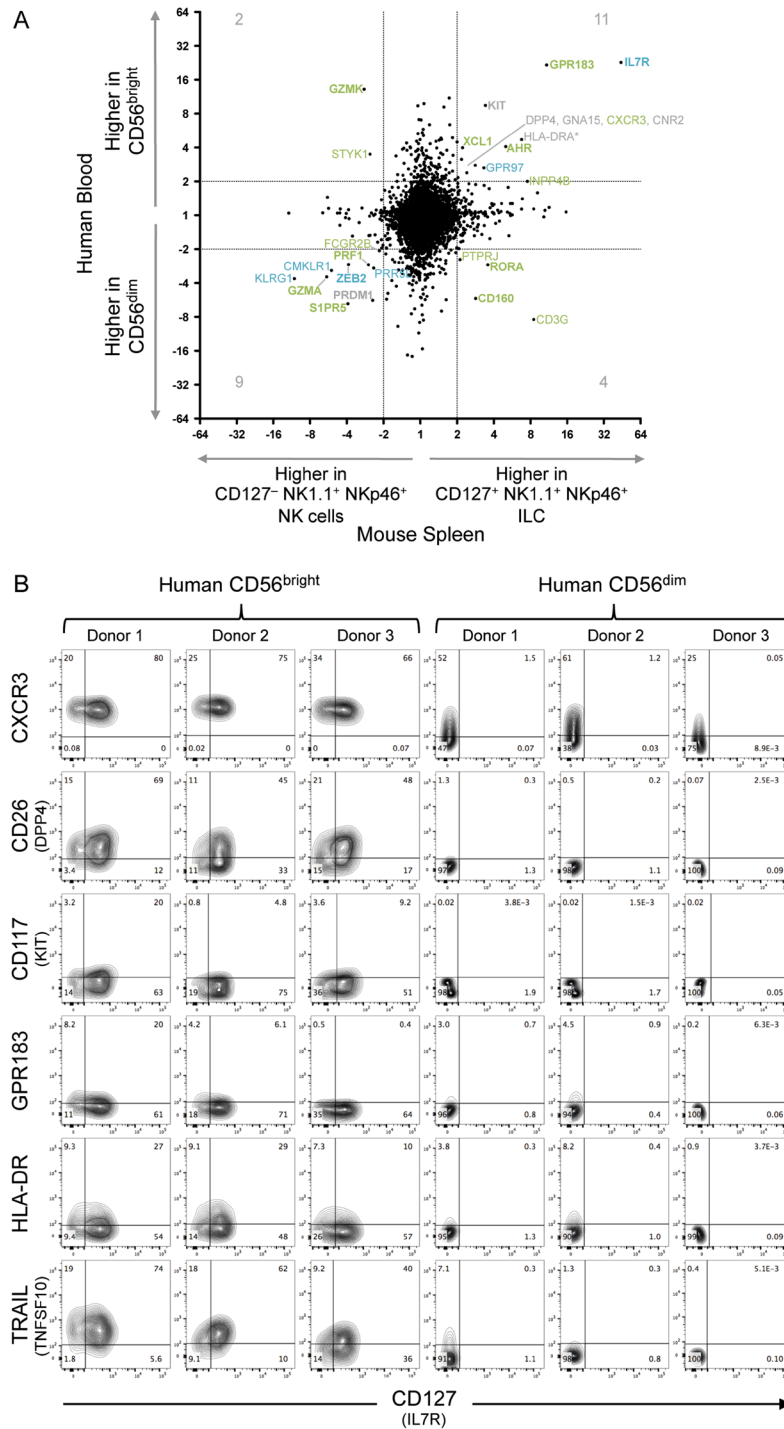 A
2
11
64
32
16
8
4
2
1
-2
-4
-8
-16
-32
-64
Higher in
CD56bright
Human Blood
Higher in
CD56dim
GPR183
IL7R
GZMK
KIT
DPP4, GNA15, CXCR3, CNR2
HLA-DRA*
XCL1
AHR
STYK1
GPR97
INPP4B
FCGR2B
PTPRJ
PRF1
RORA
CMKLR1
PRR5L
KLRG1
ZEB2
GZMA
PRDM1
CD160
S1PR5
CD3G
9
4
-64 -32 -16 -8 -4 -2 1 2 4 8 16 32 64
Higher in
CD127– NK1.1+ NKp46+
NK cells
Higher in
CD127+ NK1.1+ NKp46+
ILC
Mouse Spleen
B
Human CD56bright
Human CD56dim
Donor 1 Donor 2 Donor 3 Donor 1 Donor 2 Donor 3
CXCR3
20 80 25 75 34 66 52 1.5 61 1.2 25 0.05
0.08 0 0.02 0 0 0.07 47 0.07 38 0.03 75 8.9E-3
CD26
(DPP4)
15 69 11 45 21 48 1.3 0.3 0.5 0.2 0.07 2.5E-3
3.4 12 11 33 15 17 97 1.3 98 1.1 100 0.09
CD117
(KIT)
3.2 20 0.8 4.8 3.6 9.2 0.02 3.8E-3 0.02 1.5E-3 0.02
14 63 19 75 36 51 98 1.9 98 1.7 100 0.05
GPR183
8.2 20 4.2 6.1 0.5 0.4 3.0 0.7 4.5 0.9 0.2 6.3E-3
11 61 18 71 35 64 96 0.8 94 0.4 100 0.06
HLA-DR
9.3 27 9.1 29 7.3 10 3.8 0.3 8.2 0.4 0.9 3.7E-3
9.4 54 14 48 26 57 95 1.3 90 1.0 99 0.09
TRAIL
(TNFSF10)
19 74 18 62 9.2 40 7.1 0.3 1.3 0.3 0.4 5.1E-3
1.8 5.6 9.1 10 14 36 91 1.1 98 0.8 100 0.10
CD127
(IL7R)